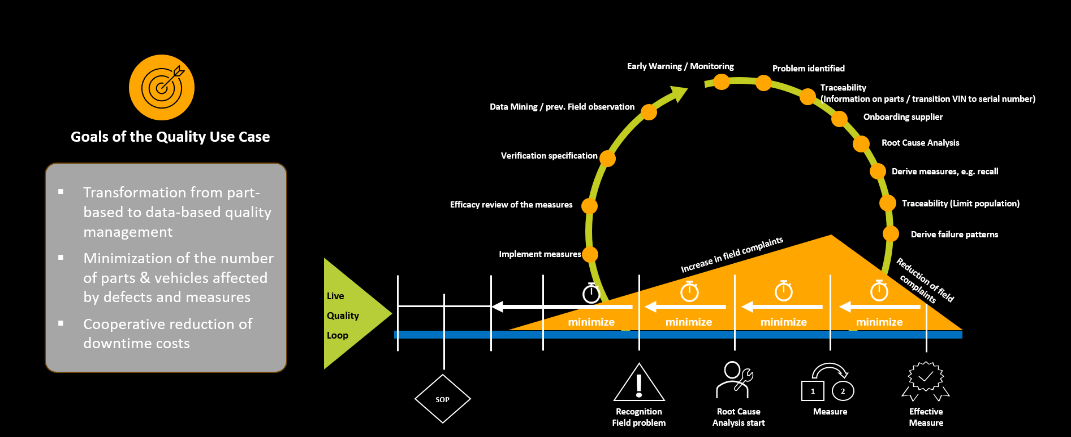 Goals of the Quality Use Case
Transformation from part-
based to data-based quality
management
Minimization of the number
of parts & vehicles affected
by defects and measures
Cooperative reduction of
downtime costs
Early Warning / Monitoring
Problem identified
Traceability
(Information on parts / transition VIN to serial number)
Onboarding supplier
Root Cause Analysis
Derive measures, e.g. recall
Traceability (Limit population)
Derive failure patterns
Data Mining / prev. Field observation
Verification specification
Efficacy review of the measures
Implement measures
Increase in field complaints
Reduction of field
complaints
Live
Quality
Loop
minimize
minimize
minimize
minimize
SOP
Recognition
Field problem
Root Cause
Analysis start
1
2
Measure
Effective
Measure